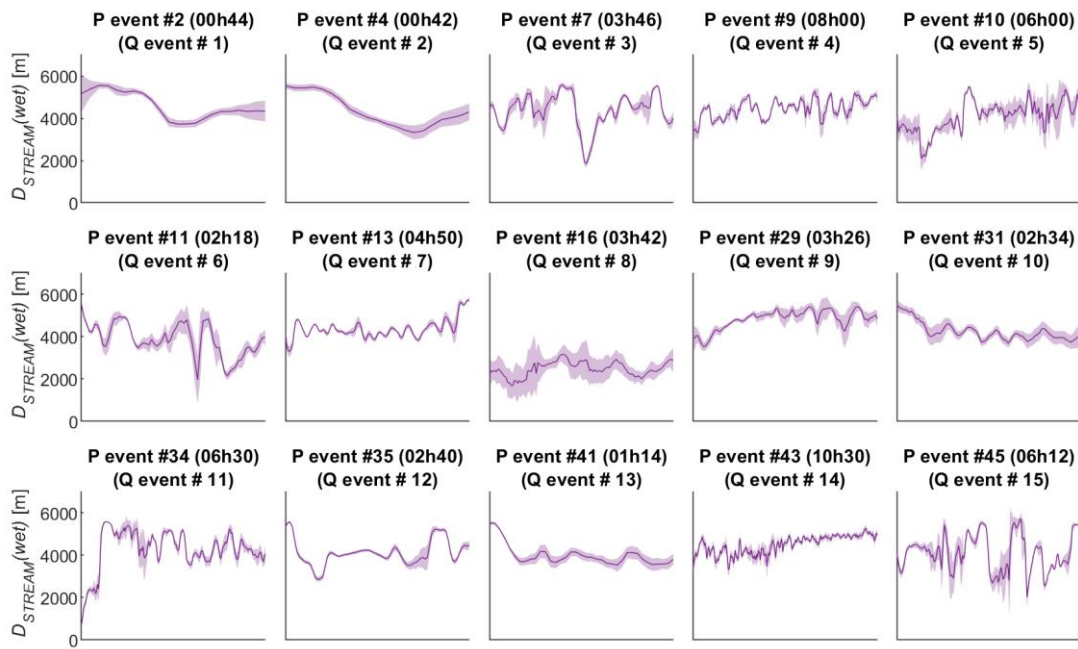 P event #2 (00h44)
(Q event # 1)
P event #4 (00h42)
(Q event # 2)
P event #7 (03h46)
(Q event # 3)
P event #9 (08h00)
(Q event # 4)
P event #10 (06h00)
(Q event # 5)
D_STREAM(wet) [m]
6000
4000
2000
0
P event #11 (02h18)
(Q event # 6)
P event #13 (04h50)
(Q event # 7)
P event #16 (03h42)
(Q event # 8)
P event #29 (03h26)
(Q event # 9)
P event #31 (02h34)
(Q event # 10)
D_STREAM(wet) [m]
6000
4000
2000
0
P event #34 (06h30)
(Q event # 11)
P event #35 (02h40)
(Q event # 12)
P event #41 (01h14)
(Q event # 13)
P event #43 (10h30)
(Q event # 14)
P event #45 (06h12)
(Q event # 15)
D_STREAM(wet) [m]
6000
4000
2000
0